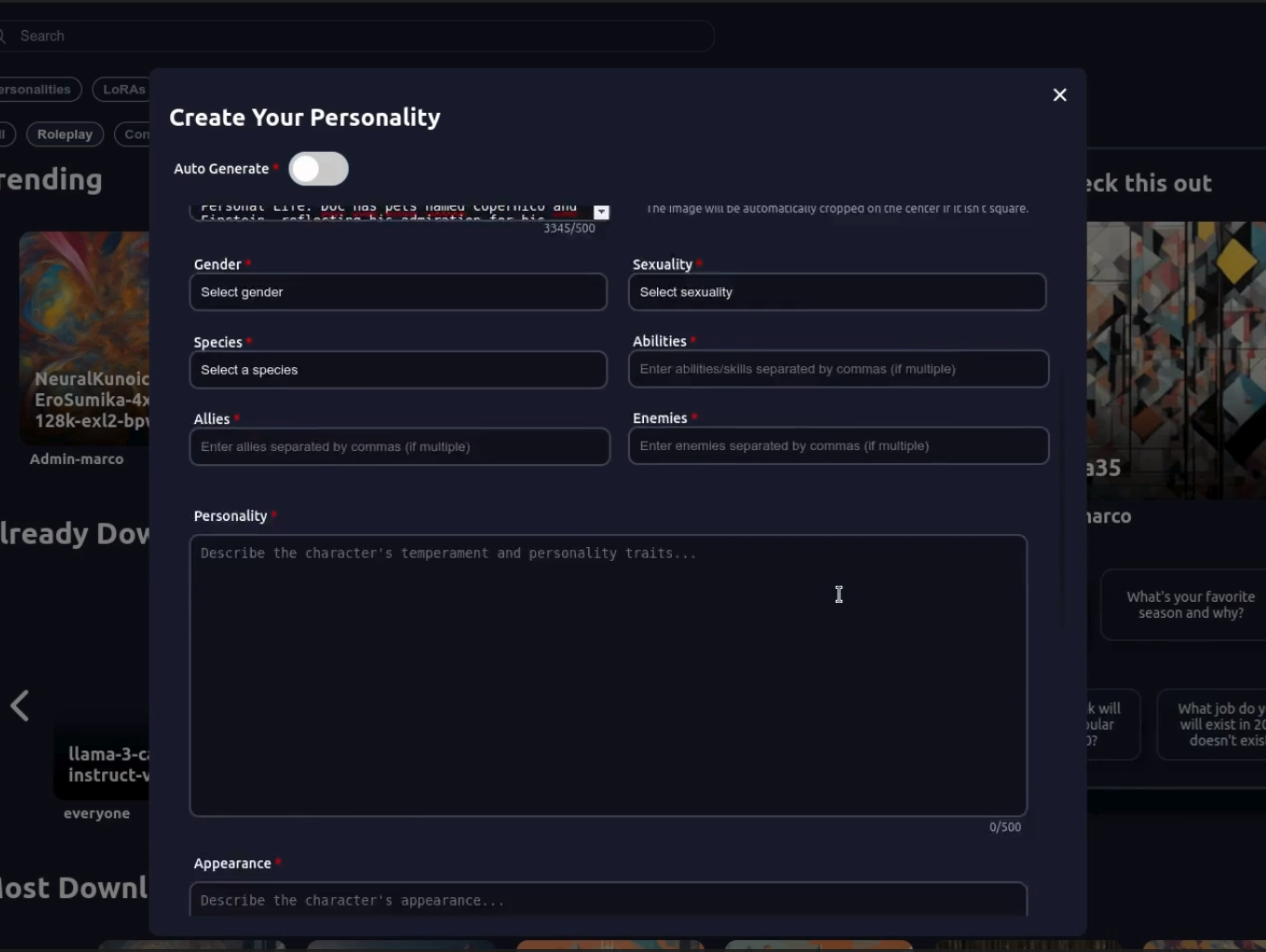 Search
ersonalities
LoRAs
Roplay
Con
rending
eck this out
Create Your Personality
Auto Generate *
Personal Life: Doc has pets named Copernico and
Einstein, reflecting his admiration for his
3345/500
The image will be automatically cropped on the center if it isn't square.
Gender *
Select gender
Sexuality *
Select sexuality
Species *
Select a species
Abilities *
Enter abilities/skills separated by commas (if multiple)
Allies *
Enter allies separated by commas (if multiple)
Enemies *
Enter enemies separated by commas (if multiple)
Personality *
Describe the character's temperament and personality traits...
0/500
Appearance *
Describe the character's appearance...
NeuralKunoic
EroSumika-4x
128k-exl2-bpw
Admin-marco
lready Dow
llama-3-ca
instruct-v
everyone
Most Downl
a35
marco
What's your favorite
season and why?
k will
pular
0?
What job do y
will exist in 20
doesn't exis